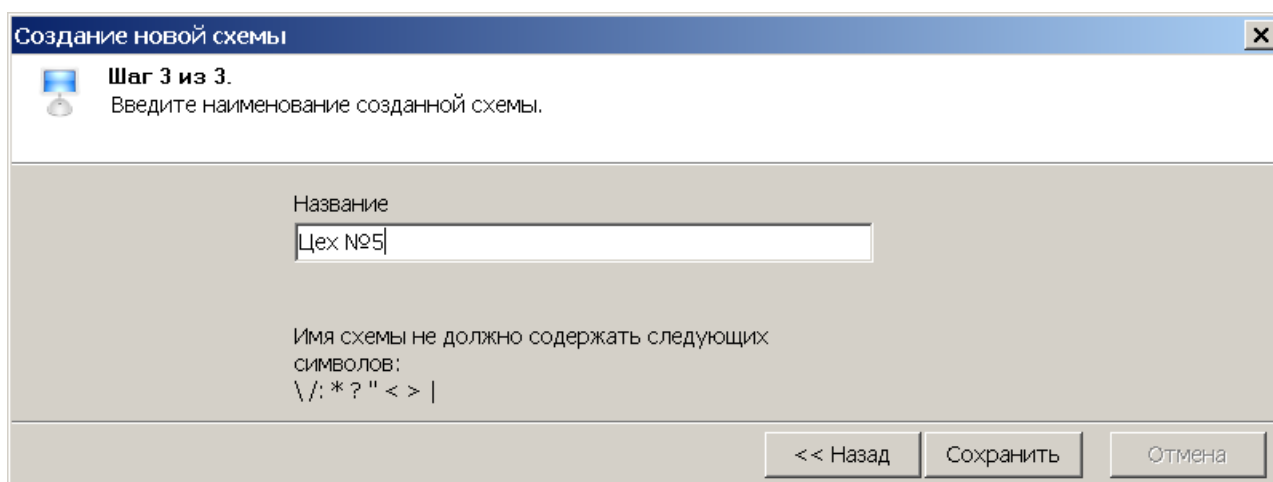 Создание новой схемы
Шаг 3 из 3.
Введите наименование созданной схемы.
Название
Цех №5
Имя схемы не должно содержать следующих
символов:
\ /: * ? " < > |
<< Назад
Сохранить
Отмена